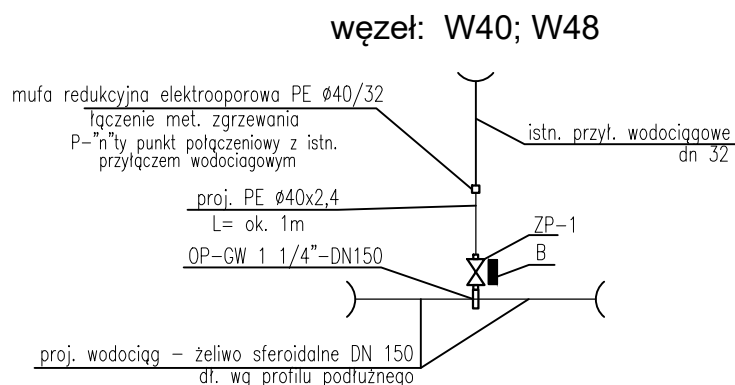 węzeł: W40; W48
mufa redukcyjna elektrooporowa PE ø40/32
łączenie met. zgrzewania
P-"n"ty punkt połączeniowy z istn.
przyłączem wodociagowym
istn. przył. wodociągowe
dn 32
proj. PE ø40x2,4
L= ok. 1m
ZP-1
OP-GW 1 1/4"-DN150
B
proj. wodociąg - żeliwo sferoidalne DN 150
dł. wg profilu podłużnego